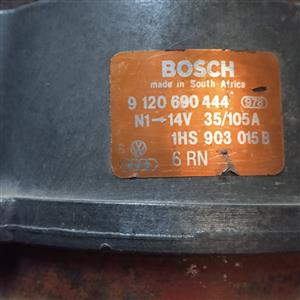 BOSCH
made in South Africa
9 120 690 444 978
N1→14V 35/105A
1HS 903 015 B
6 RN